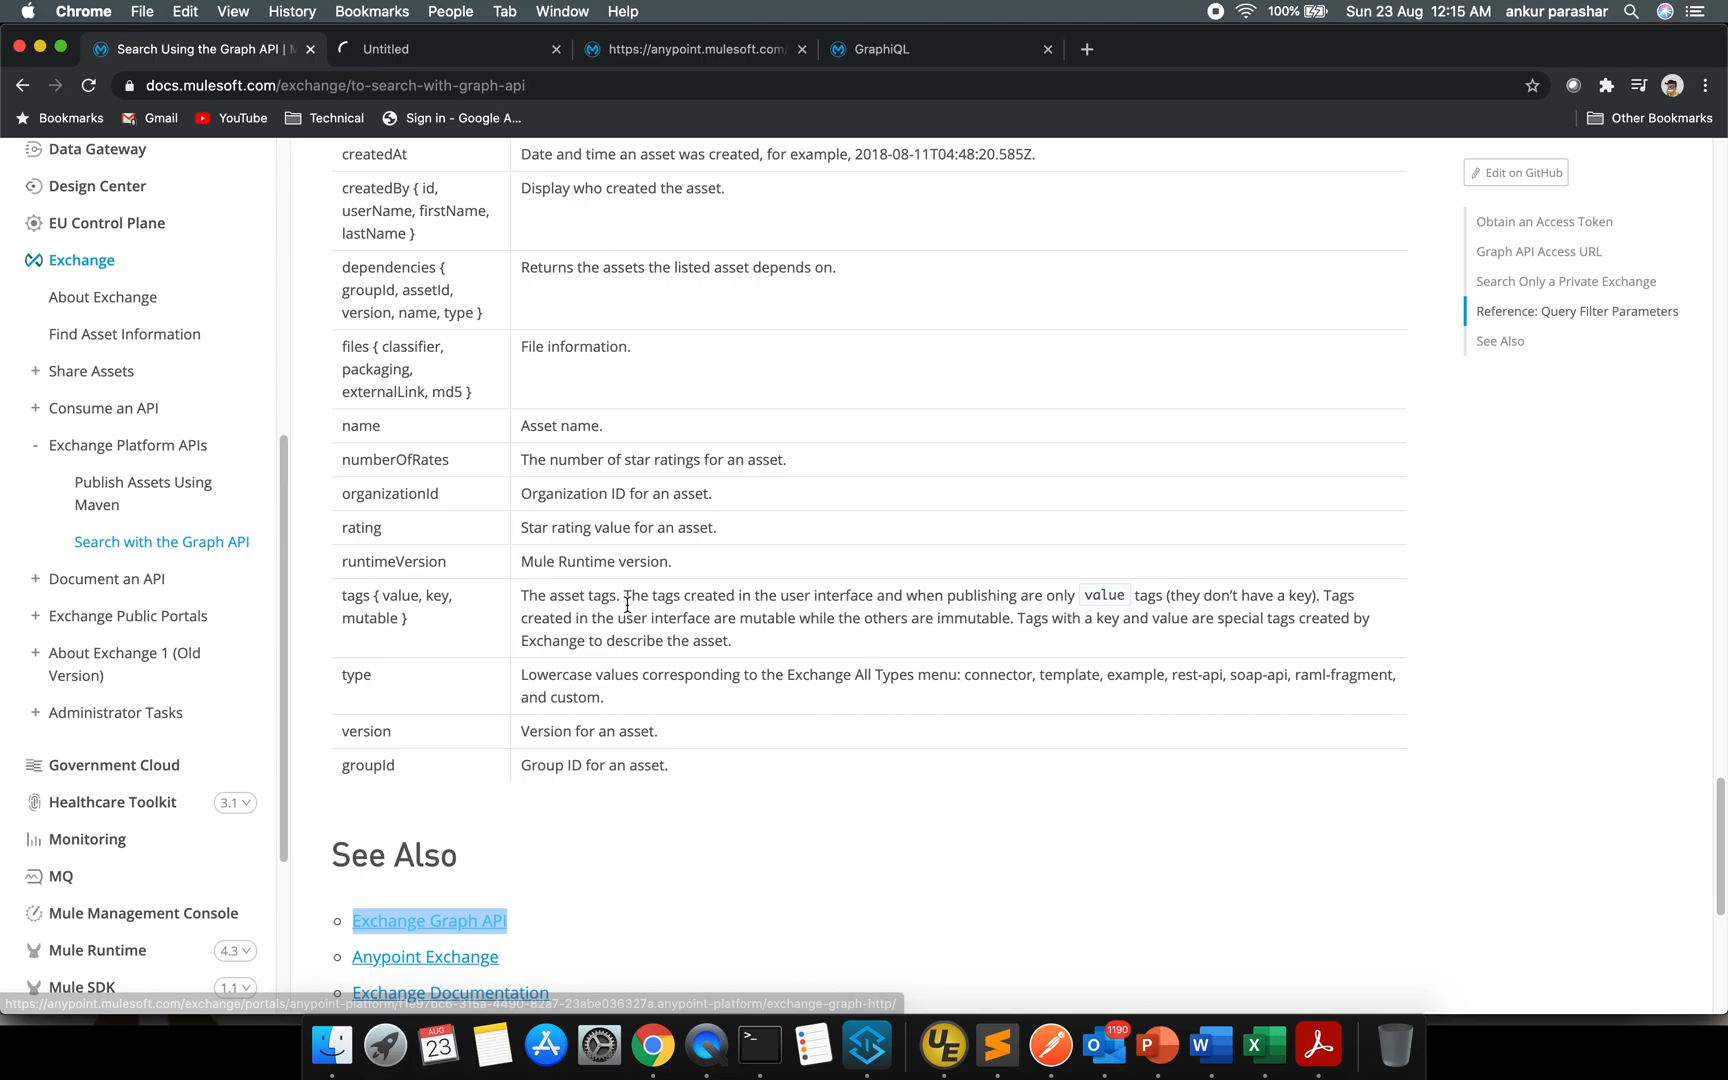 Chrome File Edit View History Bookmarks People Tab Window Help 100% Sun 23 Aug 12:15 AM ankur parashar
Search Using the Graph API | M Untitled https://anypoint.mulesoft.com/ GraphiQL
docs.mulesoft.com/exchange/to-search-with-graph-api
Bookmarks Gmail YouTube Technical Sign in - Google A... Other Bookmarks
Data Gateway
Design Center
EU Control Plane
Exchange
About Exchange
Find Asset Information
+ Share Assets
+ Consume an API
- Exchange Platform APIs
Publish Assets Using
Maven
Search with the Graph API
+ Document an API
+ Exchange Public Portals
+ About Exchange 1 (Old
Version)
+ Administrator Tasks
Government Cloud
Healthcare Toolkit 3.1
Monitoring
MQ
Mule Management Console
Mule Runtime 4.3
Mule SDK 1.1
createdAt Date and time an asset was created, for example, 2018-08-11T04:48:20.585Z.
createdBy { id, Display who created the asset.
userName, firstName,
lastName }
dependencies { Returns the assets the listed asset depends on.
groupId, assetId,
version, name, type }
files { classifier, File information.
packaging,
externalLink, md5 }
name Asset name.
numberOfRates The number of star ratings for an asset.
organizationId Organization ID for an asset.
rating Star rating value for an asset.
runtimeVersion Mule Runtime version.
tags { value, key, The asset tags. The tags created in the user interface and when publishing are only value tags (they don't have a key). Tags
mutable } created in the user interface are mutable while the others are immutable. Tags with a key and value are special tags created by
Exchange to describe the asset.
type Lowercase values corresponding to the Exchange All Types menu: connector, template, example, rest-api, soap-api, raml-fragment,
and custom.
version Version for an asset.
groupId Group ID for an asset.
See Also
Exchange Graph API
Anypoint Exchange
Exchange Documentation
Edit on GitHub
Obtain an Access Token
Graph API Access URL
Search Only a Private Exchange
Reference: Query Filter Parameters
See Also
AUG
23
>_
UE
O 1190
P
W
X